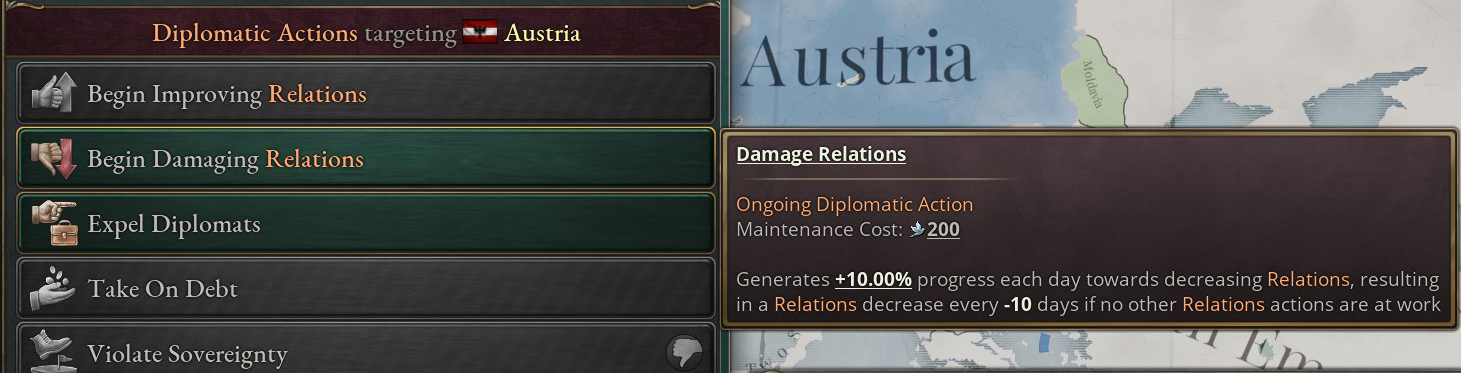 Diplomatic Actions targeting Austria
Begin Improving Relations
Begin Damaging Relations
Expel Diplomats
Take On Debt
Violate Sovereignty
Austria
Moldavia
Damage Relations
Ongoing Diplomatic Action
Maintenance Cost: 200
Generates +10.00% progress each day towards decreasing Relations, resulting
in a Relations decrease every -10 days if no other Relations actions are at work